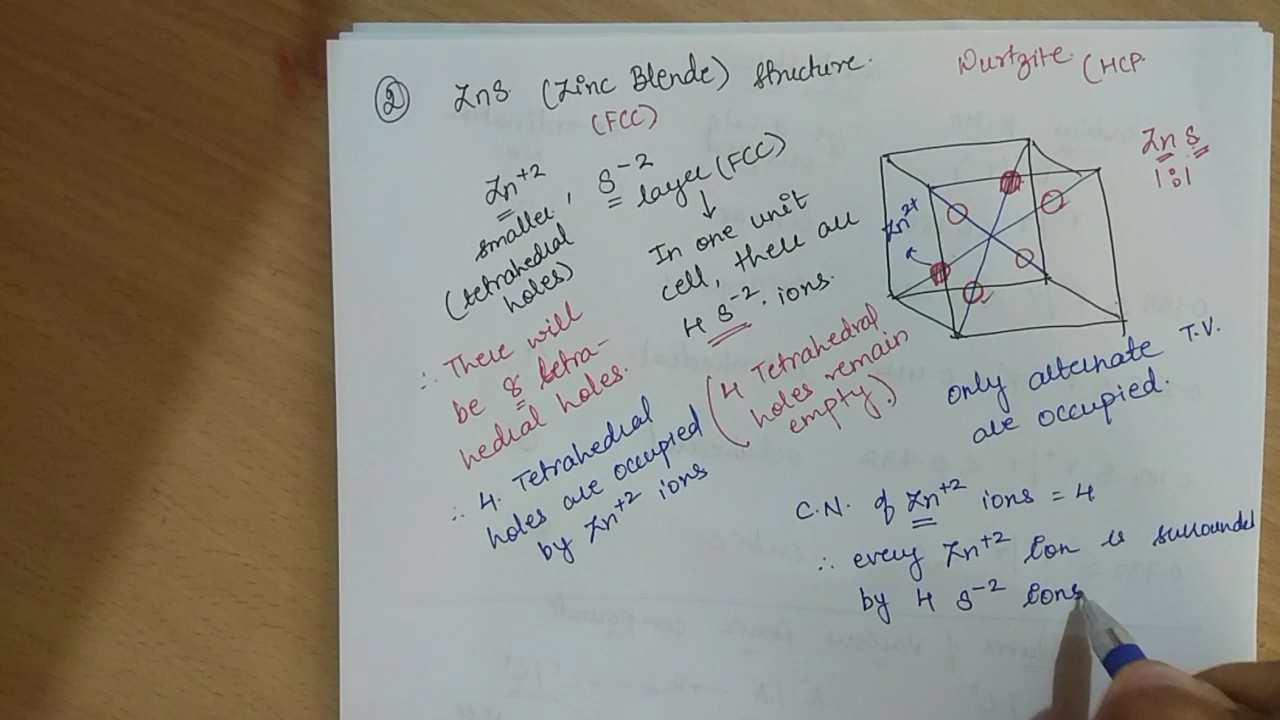 ② ZnS (Zinc Blende) structure.
(FCC)
Wurtzite (HCP
Zn⁺²
smaller,
(tetrahedral
holes)
S⁻²
layer (FCC)
In one unit
cell, there are
4 S⁻² ions.
∴ There will
be 8 tetra-
hedral holes.
∴ 4 Tetrahedral
holes are occupied
by Zn⁺² ions
(4 Tetrahedral
holes remain
empty.)
Zn²⁺
ZnS
1:1
only alternate T.V.
are occupied.
C.N. of Zn⁺² ions = 4
∴ every Zn⁺² ion is surrounded
by 4 S⁻² ions